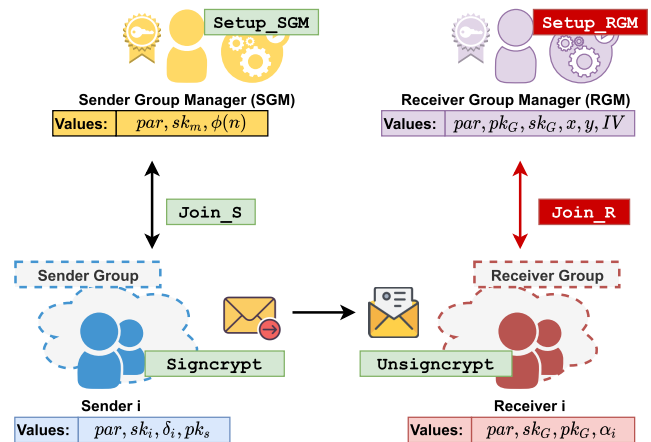 Setup_SGM
Setup_RGM
Sender Group Manager (SGM)
Receiver Group Manager (RGM)
Values: par, sk_m, ϕ(n)
Values: par, pk_G, sk_G, x, y, IV
Join_S
Join_R
Sender Group
Receiver Group
Signcrypt
Unsigncrypt
Sender i
Receiver i
Values: par, sk_i, δ_i, pk_s
Values: par, sk_G, pk_G, α_i